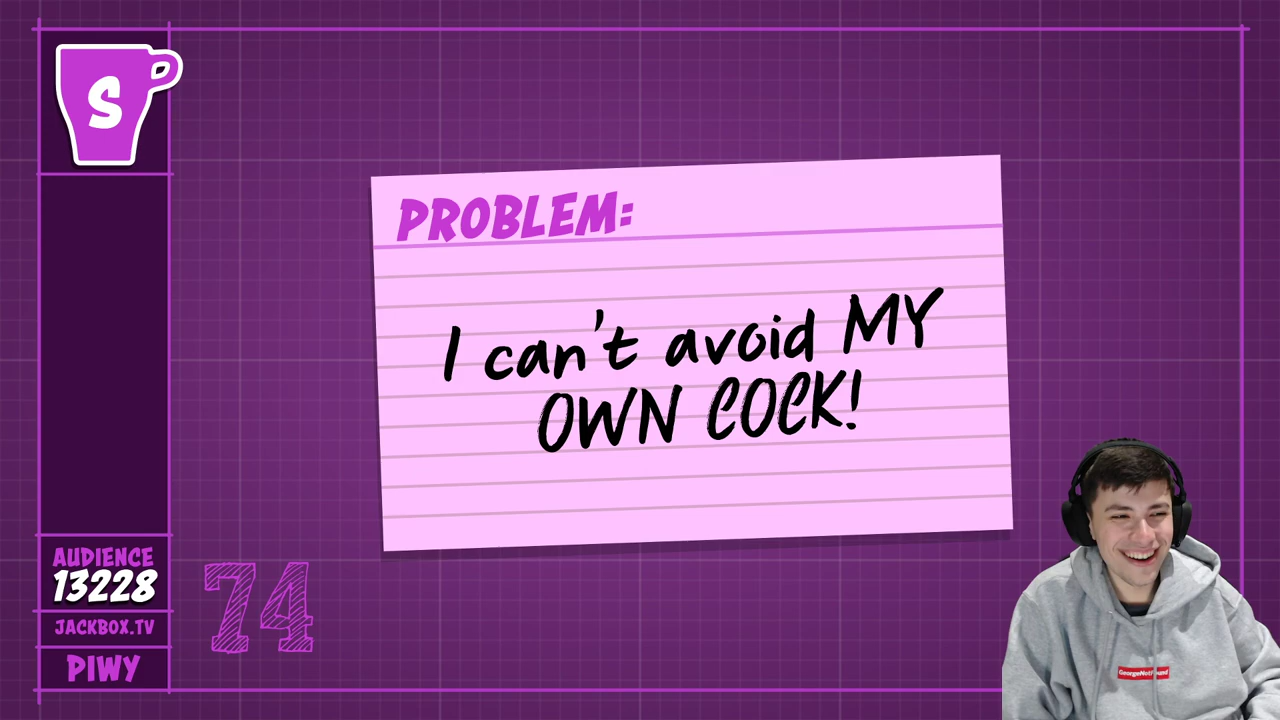 S
PROBLEM:
I can't avoid MY
OWN COCK!
AUDIENCE
13228
JACKBOX.TV
PIWY
74
GeorgeNotFound